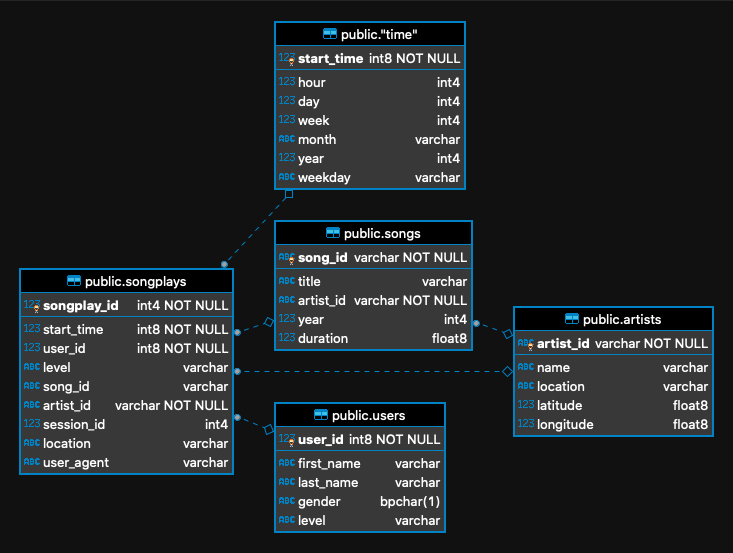 public."time"
123 start_time int8 NOT NULL
123 hour int4
123 day int4
123 week int4
ABC month varchar
123 year int4
ABC weekday varchar
public.songs
ABC song_id varchar NOT NULL
ABC title varchar
ABC artist_id varchar NOT NULL
123 year int4
123 duration float8
public.songplays
123 songplay_id int4 NOT NULL
123 start_time int8 NOT NULL
123 user_id int8 NOT NULL
ABC level varchar
ABC song_id varchar
ABC artist_id varchar NOT NULL
123 session_id int4
ABC location varchar
ABC user_agent varchar
public.artists
ABC artist_id varchar NOT NULL
ABC name varchar
ABC location varchar
123 latitude float8
123 longitude float8
public.users
123 user_id int8 NOT NULL
ABC first_name varchar
ABC last_name varchar
ABC gender bpchar(1)
ABC level varchar